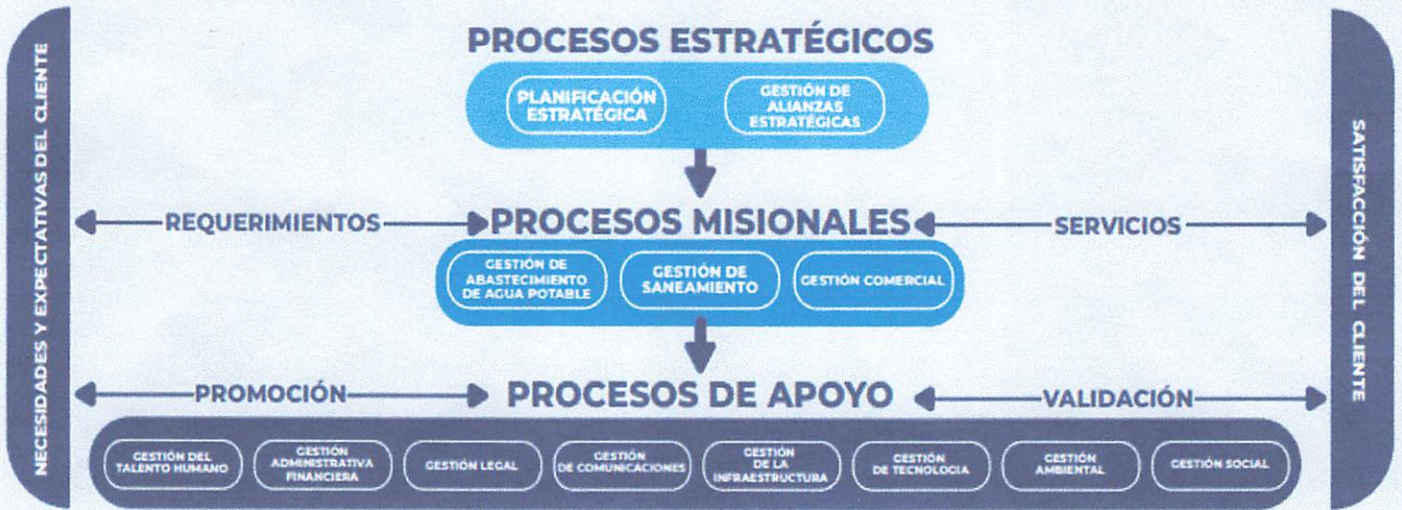 NECESIDADES Y EXPECTATIVAS DEL CLIENTE
PROCESOS ESTRATÉGICOS
PLANIFICACIÓN
ESTRATÉGICA
GESTIÓN DE
ALIANZAS
ESTRATÉGICAS
REQUERIMIENTOS
PROCESOS MISIONALES
SERVICIOS
GESTIÓN DE
ABASTECIMIENTO
DE AGUA POTABLE
GESTIÓN DE
SANEAMIENTO
GESTIÓN COMERCIAL
PROMOCIÓN
PROCESOS DE APOYO
VALIDACIÓN
GESTIÓN DEL
TALENTO HUMANO
GESTIÓN
ADMINISTRATIVA
FINANCIERA
GESTIÓN LEGAL
GESTIÓN
DE COMUNICACIONES
GESTIÓN
DE LA
INFRAESTRUCTURA
GESTIÓN
DE TECNOLOGIA
GESTIÓN
AMBIENTAL
GESTIÓN SOCIAL
SATISFACCIÓN DEL CLIENTE